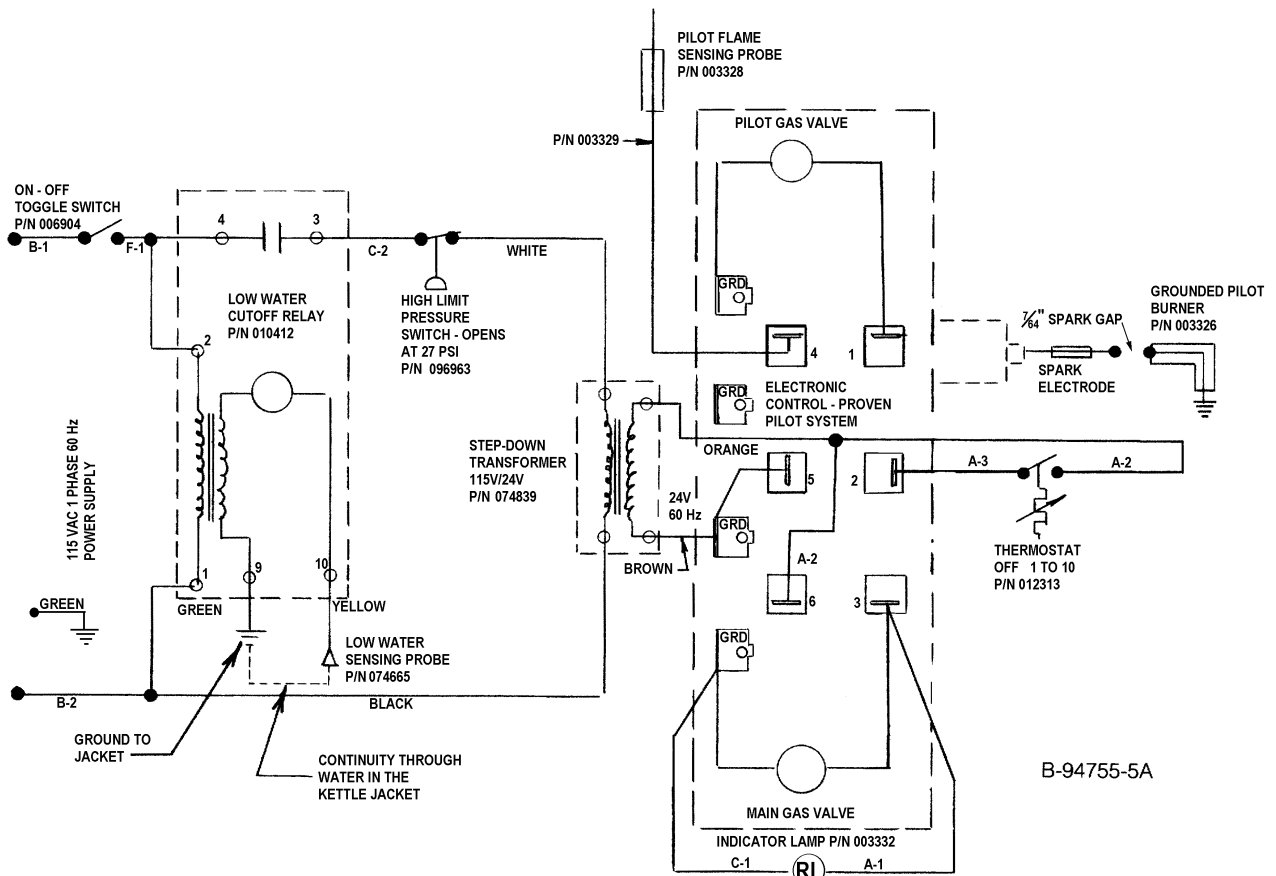 PILOT FLAME
SENSING PROBE
P/N 003328
P/N 003329
PILOT GAS VALVE
ON - OFF
TOGGLE SWITCH
P/N 006904
B-1
F-1
4
3
C-2
WHITE
LOW WATER
CUTOFF RELAY
P/N 010412
HIGH LIMIT
PRESSURE
SWITCH - OPENS
AT 27 PSI
P/N 096963
2
GRD
4
1
7/64" SPARK GAP
GROUNDED PILOT
BURNER
P/N 003326
SPARK
ELECTRODE
GRD
ELECTRONIC
CONTROL - PROVEN
PILOT SYSTEM
STEP-DOWN
TRANSFORMER
115V/24V
P/N 074839
ORANGE
24V
60 Hz
5
2
A-3
A-2
GRD
BROWN
A-2
THERMOSTAT
OFF 1 TO 10
P/N 012313
115 VAC 1 PHASE 60 Hz
POWER SUPPLY
1
9
10
GREEN
YELLOW
GREEN
6
3
GRD
LOW WATER
SENSING PROBE
P/N 074665
B-2
BLACK
GROUND TO
JACKET
CONTINUITY THROUGH
WATER IN THE
KETTLE JACKET
B-94755-5A
MAIN GAS VALVE
INDICATOR LAMP P/N 003332
C-1
RI
A-1